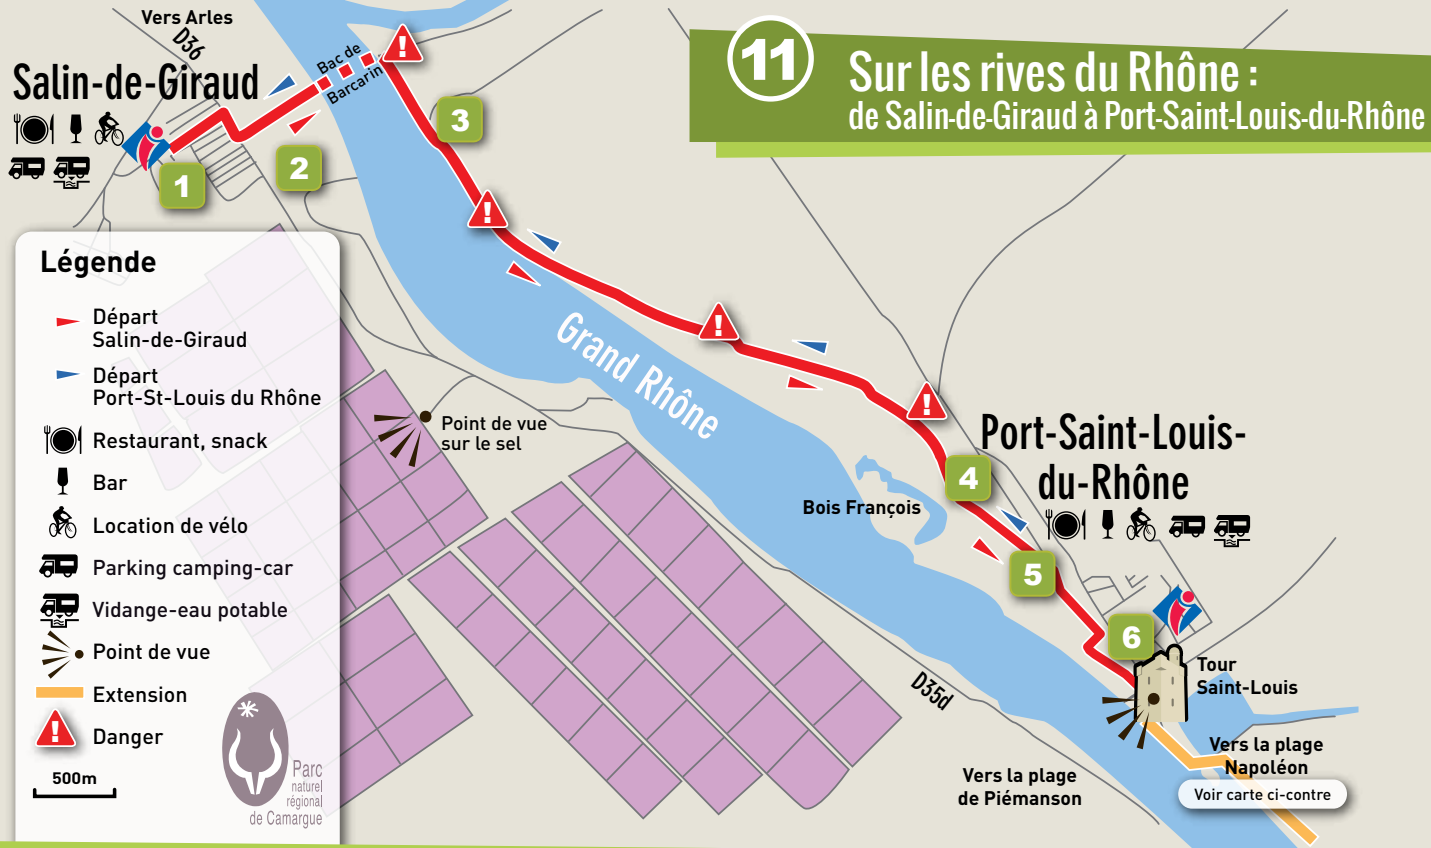 11
Sur les rives du Rhône :
de Salin-de-Giraud à Port-Saint-Louis-du-Rhône
Vers Arles
D36
Salin-de-Giraud
Bac de
Barcarin
1
2
3
Grand Rhône
Point de vue
sur le sel
Bois François
4
Port-Saint-Louis-
du-Rhône
5
6
Tour
Saint-Louis
D35d
Vers la plage
de Piémanson
Vers la plage
Napoléon
Voir carte ci-contre
Légende
Départ
Salin-de-Giraud
Départ
Port-St-Louis du Rhône
Restaurant, snack
Bar
Location de vélo
Parking camping-car
Vidange-eau potable
Point de vue
Extension
! Danger
500m
Parc
naturel
régional
de Camargue
!
!
!
!